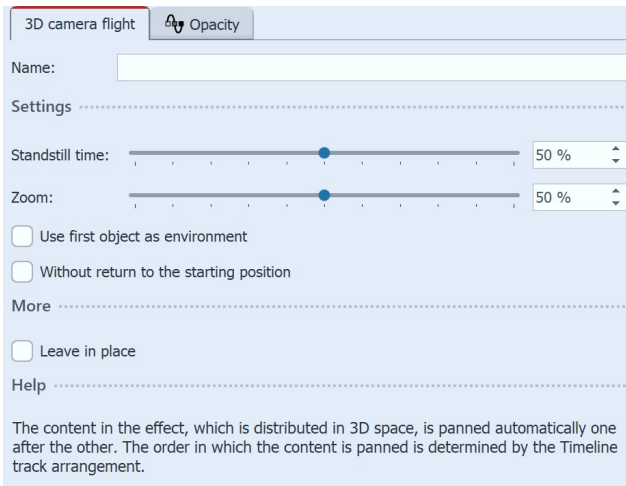 3D camera flight Opacity
Name:
Settings
Standstill time: 50 %
Zoom: 50 %
Use first object as environment
Without return to the starting position
More
Leave in place
Help
The content in the effect, which is distributed in 3D space, is panned automatically one
after the other. The order in which the content is panned is determined by the Timeline
track arrangement.